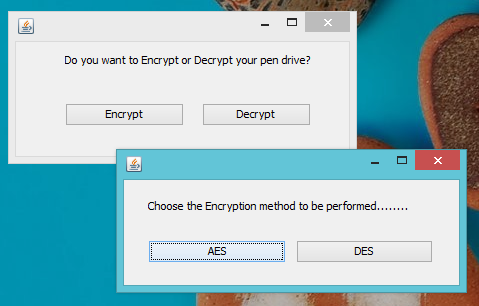 Do you want to Encrypt or Decrypt your pen drive?
Encrypt Decrypt
Choose the Encryption method to be performed........
AES DES